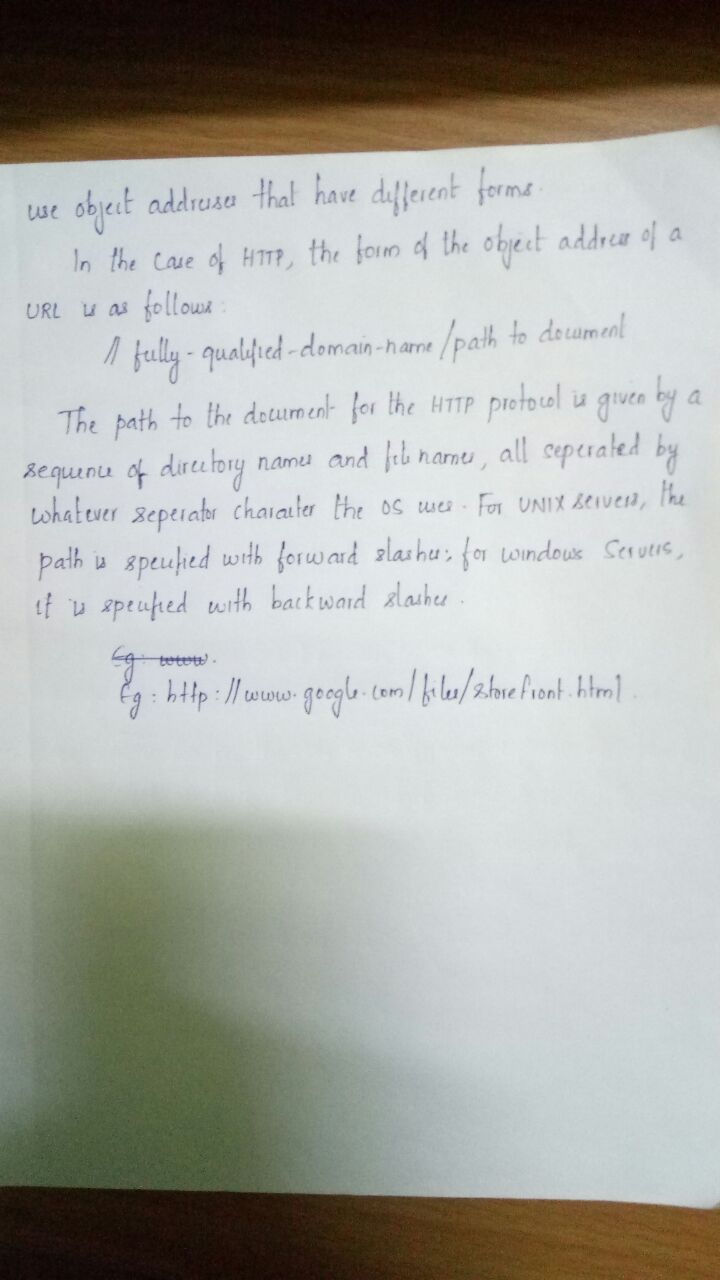 use object addresses that have different forms.
In the case of HTTP, the form of the object address of a
URL is as follows:
// fully-qualified-domain-name/path to document
The path to the document for the HTTP protocol is given by a
sequence of directory names and file names, all seperated by
whatever seperator character the OS uses. For UNIX servers, the
path is specified with forward slashes; for windows Servers,
it is specified with backward slashes.
Eg: www.
Eg: http://www.google.com/files/storefront.html.